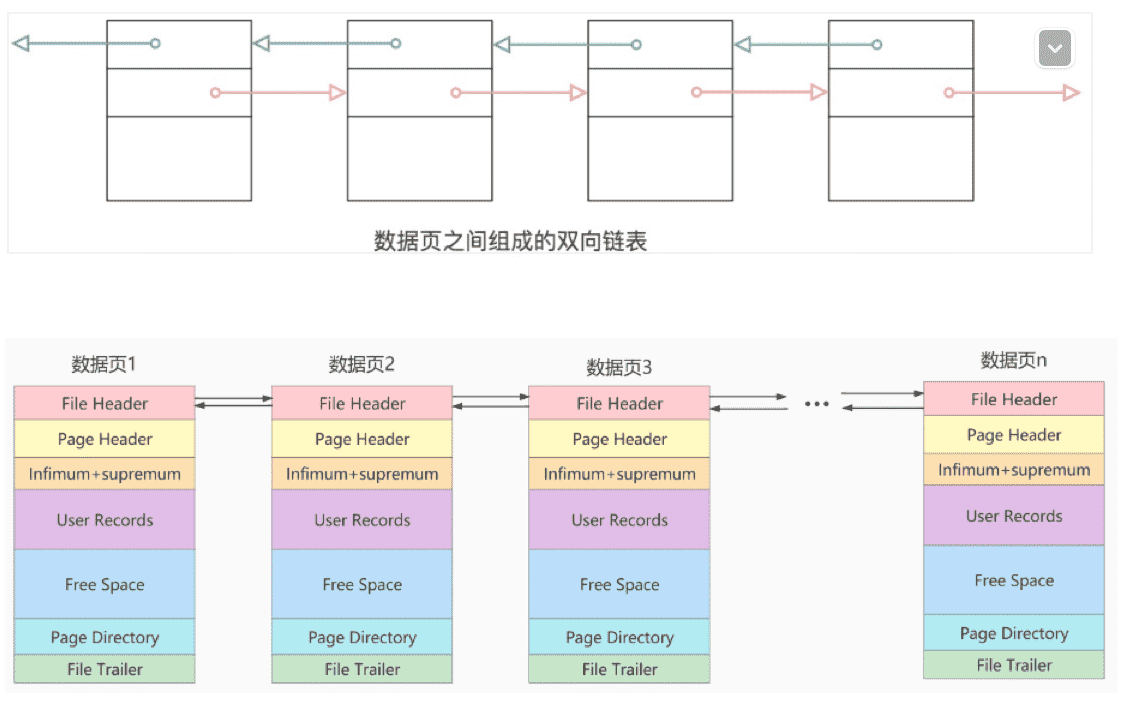 数据页之间组成的双向链表
数据页1
数据页2
数据页3
数据页n
File Header
File Header
File Header
...
File Header
Page Header
Page Header
Page Header
Page Header
Infimum+supremum
Infimum+supremum
Infimum+supremum
Infimum+supremum
User Records
User Records
User Records
User Records
Free Space
Free Space
Free Space
Free Space
Page Directory
Page Directory
Page Directory
Page Directory
File Trailer
File Trailer
File Trailer
File Trailer